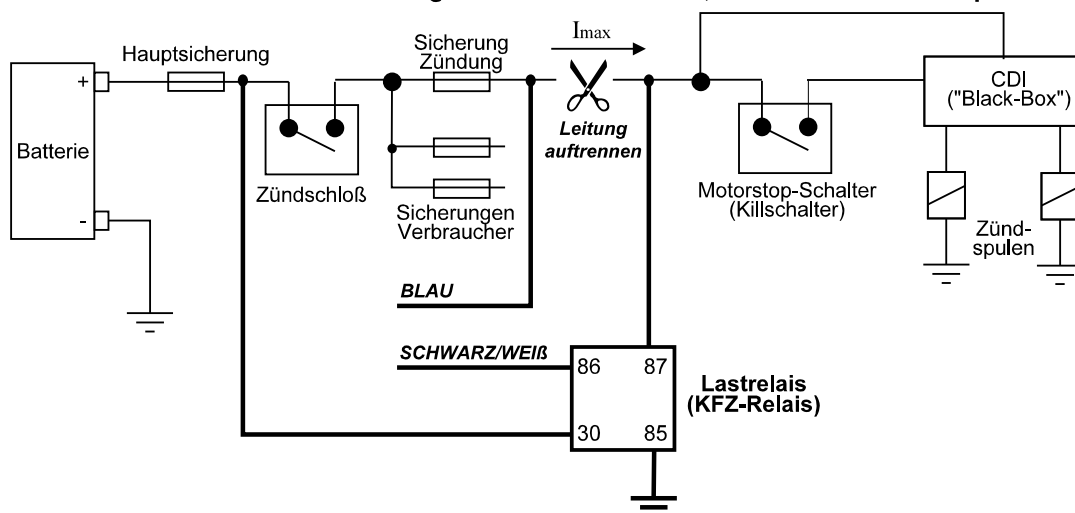 Hauptsicherung
Sicherung
Zündung
Imax
CDI
("Black-Box")
+
Batterie
-
Leitung
auftrennen
Zündschloß
Sicherungen
Verbraucher
Motorstop-Schalter
(Killschalter)
Zünd-
spulen
BLAU
SCHWARZ/WEIß
86
87
30
85
Lastrelais
(KFZ-Relais)